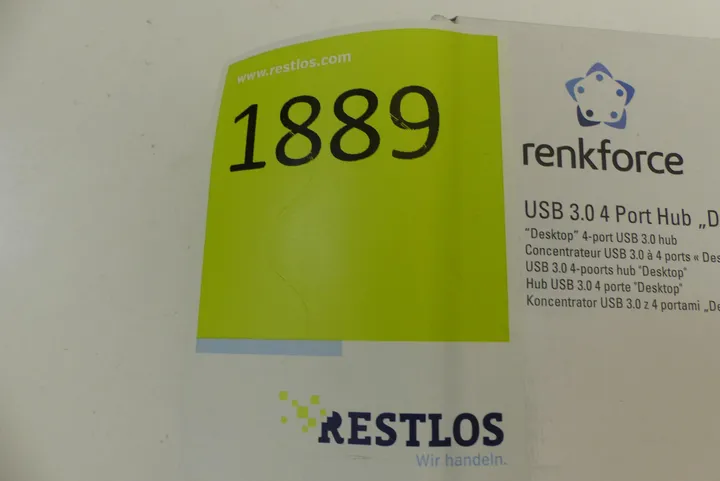 www.restlos.com
1889
RESTLOS
Wir handeln.
renkforce
USB 3.0 4 Port Hub „D
"Desktop" 4-port USB 3.0 hub
Concentrateur USB 3.0 à 4 ports « Des
USB 3.0 4-poorts hub "Desktop"
Hub USB 3.0 4 porte "Desktop"
Koncentrator USB 3.0 z 4 portami „De